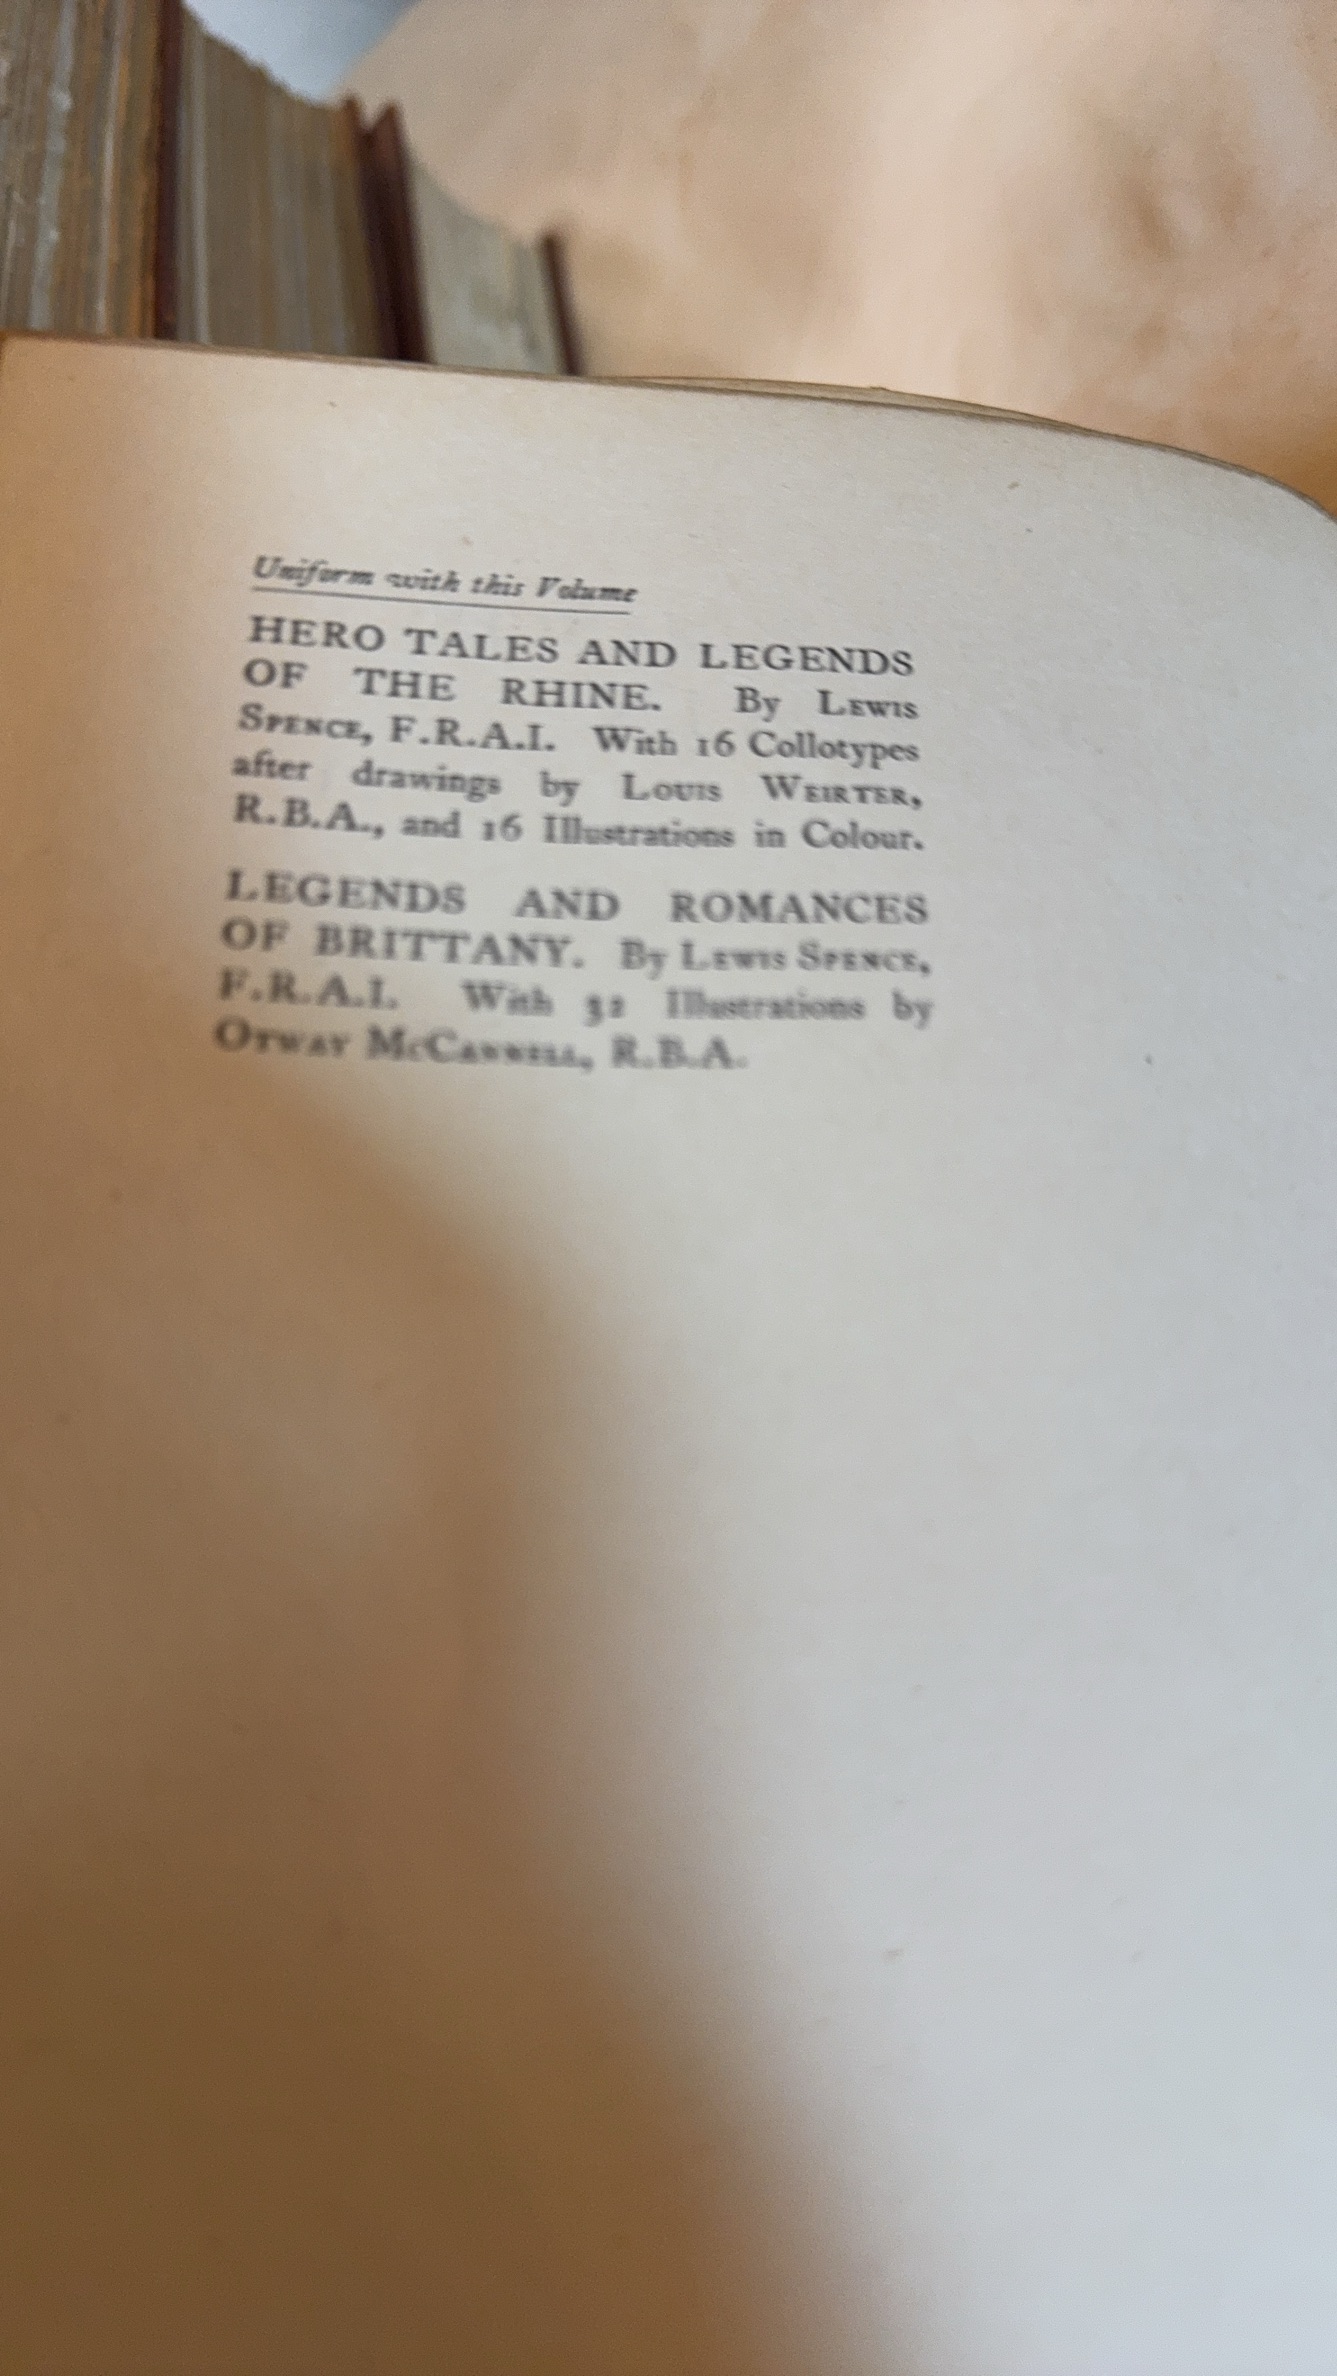 Uniform with this Volume
HERO TALES AND LEGENDS
OF THE RHINE. By Lewis
Spence, F.R.A.I. With 16 Collotypes
after drawings by Louis Weirter,
R.B.A., and 16 Illustrations in Colour.
LEGENDS AND ROMANCES
OF BRITTANY. By Lewis Spence,
F.R.A.I. With 32 Illustrations by
Otway McCannell, R.B.A.